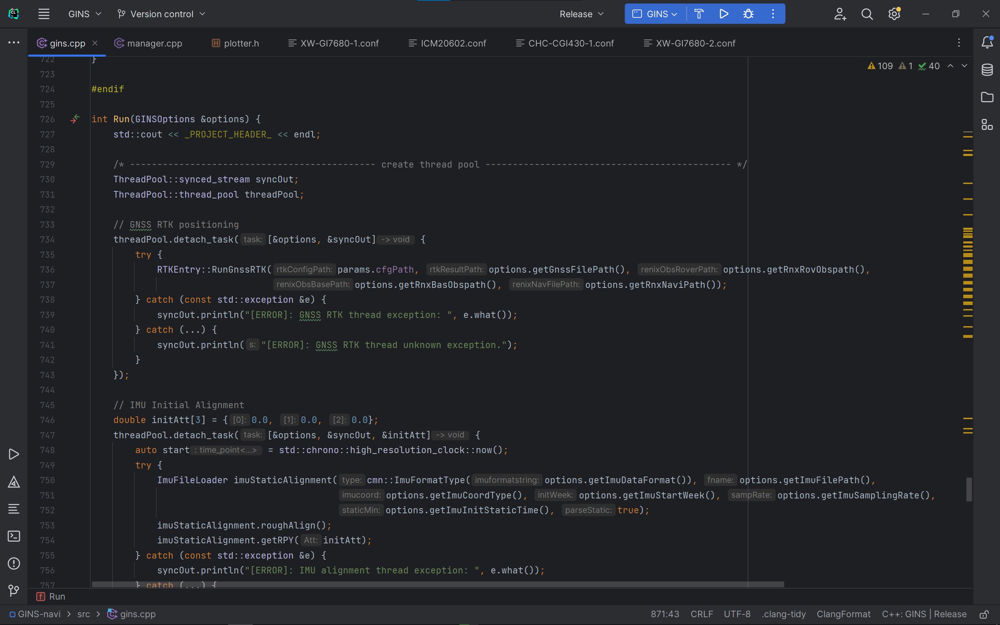 GINS Version control Release GINS
gins.cpp manager.cpp plotter.h XW-GI7680-1.conf ICM20602.conf CHC-CGI430-1.conf XW-GI7680-2.conf
109 1 40
722 }
723
724 #endif
725
726 int Run(GINSOptions &options) {
727 std::cout << _PROJECT_HEADER_ << endl;
728
729 /* --------------------------------------------- create thread pool --------------------------------------------- */
730 ThreadPool::synced_stream syncOut;
731 ThreadPool::thread_pool threadPool;
732
733 // GNSS RTK positioning
734 threadPool.detach_task( task: [&options, &syncOut] -> void {
735 try {
736 RTKEntry::RunGnssRTK( rtkConfigPath: params.cfgPath, rtkResultPath: options.getGnssFilePath(), renixObsRoverPath: options.getRnxRovObspath(),
737 renixObsBasePath: options.getRnxBasObspath(), renixNavFilePath: options.getRnxNaviPath());
738 } catch (const std::exception &e) {
739 syncOut.println("[ERROR]: GNSS RTK thread exception: ", e.what());
740 } catch (...) {
741 syncOut.println( s: "[ERROR]: GNSS RTK thread unknown exception.");
742 }
743 });
744
745 // IMU Initial Alignment
746 double initAtt[3] = { [0]: 0.0, [1]: 0.0, [2]: 0.0};
747 threadPool.detach_task( task: [&options, &syncOut, &initAtt] -> void {
748 auto start : time_point<...> = std::chrono::high_resolution_clock::now();
749 try {
750 ImuFileLoader imuStaticAlignment( type: cmn::ImuFormatType( imuformatstring: options.getImuDataFormat()), fname: options.getImuFilePath(),
751 imucoord: options.getImuCoordType(), initWeek: options.getImuStartWeek(), sampRate: options.getImuSamplingRate(),
752 staticMin: options.getImuInitStaticTime(), parseStatic: true);
753 imuStaticAlignment.roughAlign();
754 imuStaticAlignment.getRPY( Att: initAtt);
755 } catch (const std::exception &e) {
756 syncOut.println("[ERROR]: IMU alignment thread exception: ", e.what());
757 } catch (...) {
Run
GINS-navi > src > gins.cpp 871:43 CRLF UTF-8 .clang-tidy ClangFormat C++: GINS | Release